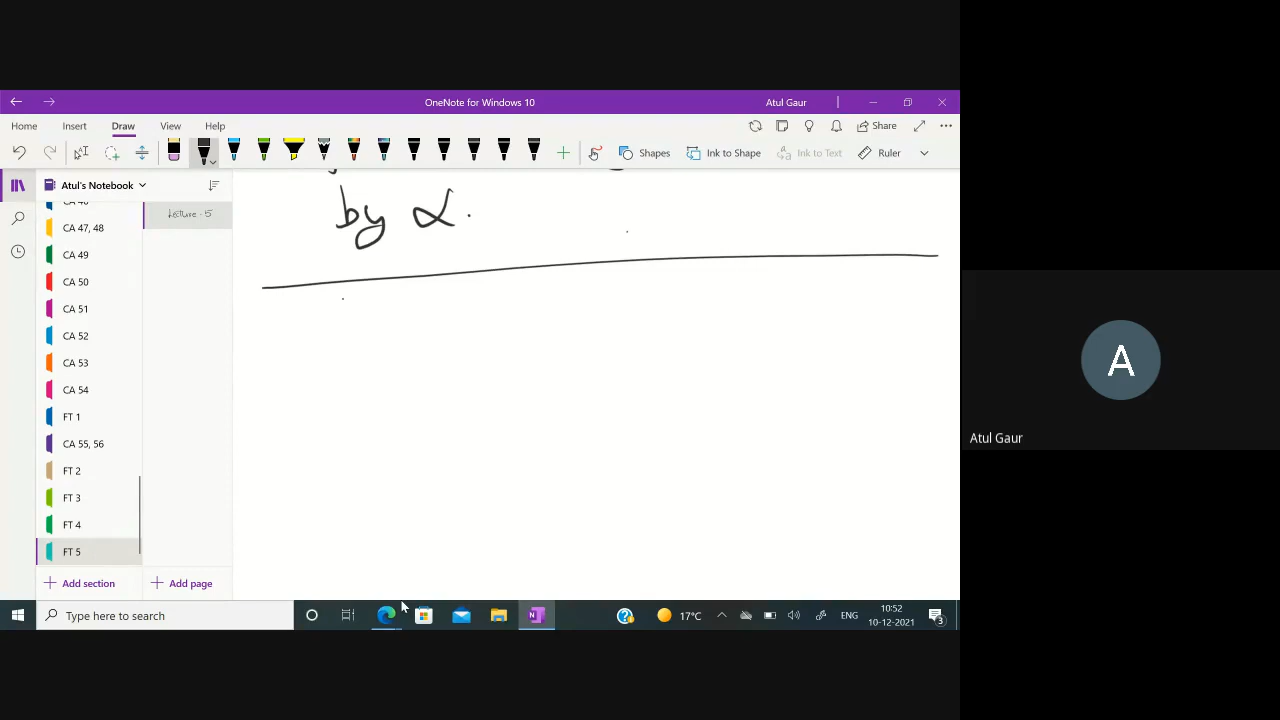 OneNote for Windows 10
Atul Gaur
Home Insert Draw View Help
Share
Shapes
Ink to Shape
Ink to Text
Ruler
Atul's Notebook
Lecture - 5
CA 47, 48
CA 49
CA 50
CA 51
CA 52
CA 53
CA 54
FT 1
CA 55, 56
FT 2
FT 3
FT 4
FT 5
Add section
Add page
by α.
Type here to search
17°C
ENG
10:52
10-12-2021
3
A
Atul Gaur